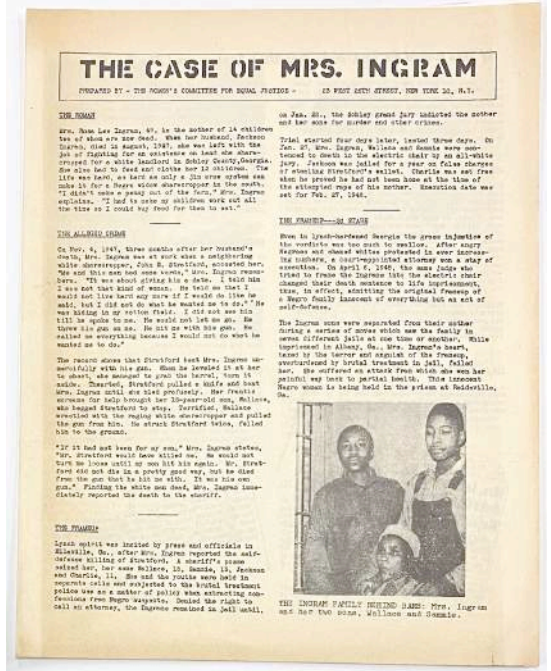 THE CASE OF MRS. INGRAM
PREPARED BY - THE WOMAN'S COMMITTEE FOR EQUAL JUSTICE - 23 WEST 26TH STREET, NEW YORK 10, N.Y.
THE WOMAN
Mrs. Rosa Lee Ingram, 47, is the mother of 14 children
two of whom are now dead. When her husband, Jackson
Ingram, died in August, 1947, she was left with the
job of fighting for an existence on land she share-
cropped for a white landlord in Schley County, Georgia.
She also had to feed and clothe her 12 children. The
life was hard, as hard as only a jim crow system can
make it for a Negro widow sharecropper in the south.
"I didn't make a penny out of the farm," Mrs. Ingram
explains. "I had to make my children work out all
the time so I could buy food for them to eat."
THE ALLEGED CRIME
On Nov. 4, 1947, three months after her husband's
death, Mrs. Ingram was at work when a neighboring
white sharecropper, John E. Stratford, accosted her.
"Me and this man had some words," Mrs. Ingram remem-
bers. "It was about giving him a date. I told him
I was not that kind of woman. He told me that I
would not live hard any more if I would do like he
said, but I did not do what he wanted me to do." He
was hiding in my cotton field. I did not see him
till he spoke to me. He would not let me go. He
threw his gun on me. He hit me with his gun. He
called me everything because I would not do what he
wanted me to do."
The record shows that Stratford beat Mrs. Ingram un-
mercifully with his gun. When he leveled it at her
to shoot, she managed to grab the barrel, turn it
aside. Thwarted, Stratford pulled a knife and beat
Mrs. Ingram until she bled profusely. Her frantic
screams for help brought her 13-year-old son, Wallace,
who begged Stratford to stop. Terrified, Wallace
wrestled with the raging white sharecropper and pulled
the gun from him. He struck Stratford twice, felled
him to the ground.
"If it had not been for my son," Mrs. Ingram states,
"Mr. Stratford would have killed me. He would not
turn me loose until my son hit him again. Mr. Strat-
ford did not die in a pretty good way, but he died
from the gun that he hit me with. It was his own
gun." Finding the white man dead, Mrs. Ingram imme-
diately reported the death to the sheriff.
THE FRAMEUP
Lynch spirit was incited by press and officials in
Ellaville, Ga., after Mrs. Ingram reported the self-
defense killing of Stratford. A sheriff's posse
seized her, her sons Wallace, Sammie, Jackson
and Charlie, She and the youths were held in
separate cells and subjected to the brutal treatment
police use as a matter of policy when extracting con-
fessions from Negro suspects. Denied the right to
call an attorney, the Ingrams remained in jail until,
on Jan. the Schley grand jury indicted the mother
and her sons for murder and other crimes.
Trial started four days later, lasted three days. On
Jan. 27, Mrs. Ingram, Wallace and Sammie were sen-
tenced to death in the electric chair by an all-white
jury. Jackson was jailed for a year on false charges
of stealing Stratford's wallet. Charlie was set free
when he proved he had not been home at the time of
the attempted rape of his mother. Execution date was
set for Feb. 27, 1948.
THE FRAMEUP---2d STAGE
Even in lynch-hardened Georgia the gross injustice of
the verdicts was too much to swallow. After angry
Negroes and shamed whites protested in ever increas-
ing numbers, a court-appointed attorney won a stay of
execution. On April 5, 1948, the same judge who
tried to frame the Ingrams into the electric chair
changed their death sentence to life imprisonment,
thus, in effect, admitting the original frameup of
a Negro family innocent of everything but an act of
self-defense.
The Ingram sons were separated from their mother
during a series of moves which saw the family in
seven different jails at one time or another. While
imprisoned in Albany, Ga., Mrs. Ingram's heart,
taxed by the terror and anguish of the frameup,
overburdened by brutal treatment in jail, failed
her. She suffered an attack from which she won her
painful way back to partial health. This innocent
Negro woman is being held in the prison at Reidsville,
Ga.
THE INGRAM FAMILY BEHIND BARS: Mrs. Ingram
and her two sons, Wallace and Sammie.